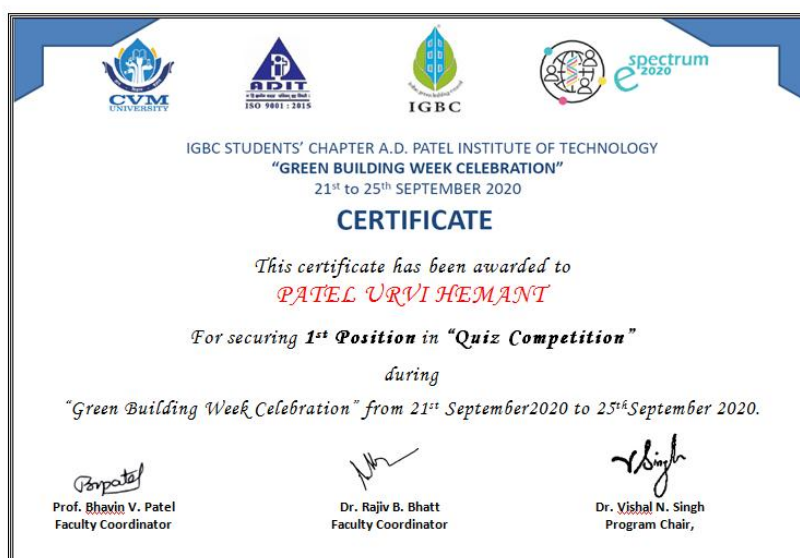 CVM
UNIVERSITY
ADIT
ISO 9001 : 2015
IGBC
e spectrum
2020
IGBC STUDENTS’ CHAPTER A.D. PATEL INSTITUTE OF TECHNOLOGY
“GREEN BUILDING WEEK CELEBRATION”
21st to 25th SEPTEMBER 2020
CERTIFICATE
This certificate has been awarded to
PATEL URVI HEMANT
For securing 1st Position in “Quiz Competition”
during
“Green Building Week Celebration” from 21st September2020 to 25thSeptember 2020.
Bvpatel
VSingh
Prof. Bhavin V. Patel
Faculty Coordinator
Dr. Rajiv B. Bhatt
Faculty Coordinator
Dr. Vishal N. Singh
Program Chair,